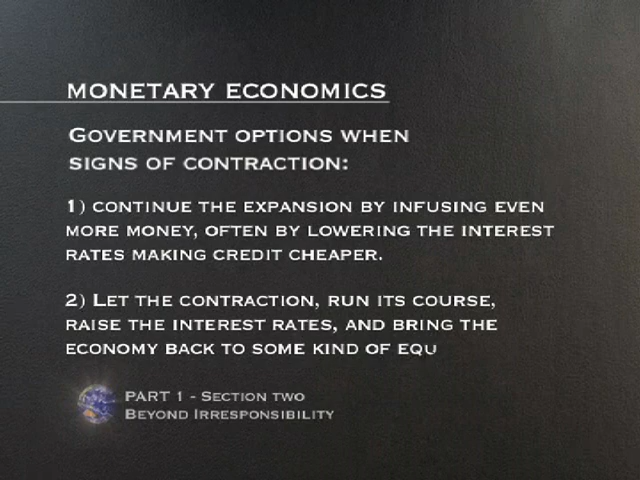 MONETARY ECONOMICS
GOVERNMENT OPTIONS WHEN
SIGNS OF CONTRACTION:
1) CONTINUE THE EXPANSION BY INFUSING EVEN
MORE MONEY, OFTEN BY LOWERING THE INTEREST
RATES MAKING CREDIT CHEAPER.
2) LET THE CONTRACTION, RUN ITS COURSE,
RAISE THE INTEREST RATES, AND BRING THE
ECONOMY BACK TO SOME KIND OF EQU
PART 1 - SECTION TWO
BEYOND IRRESPONSIBILITY